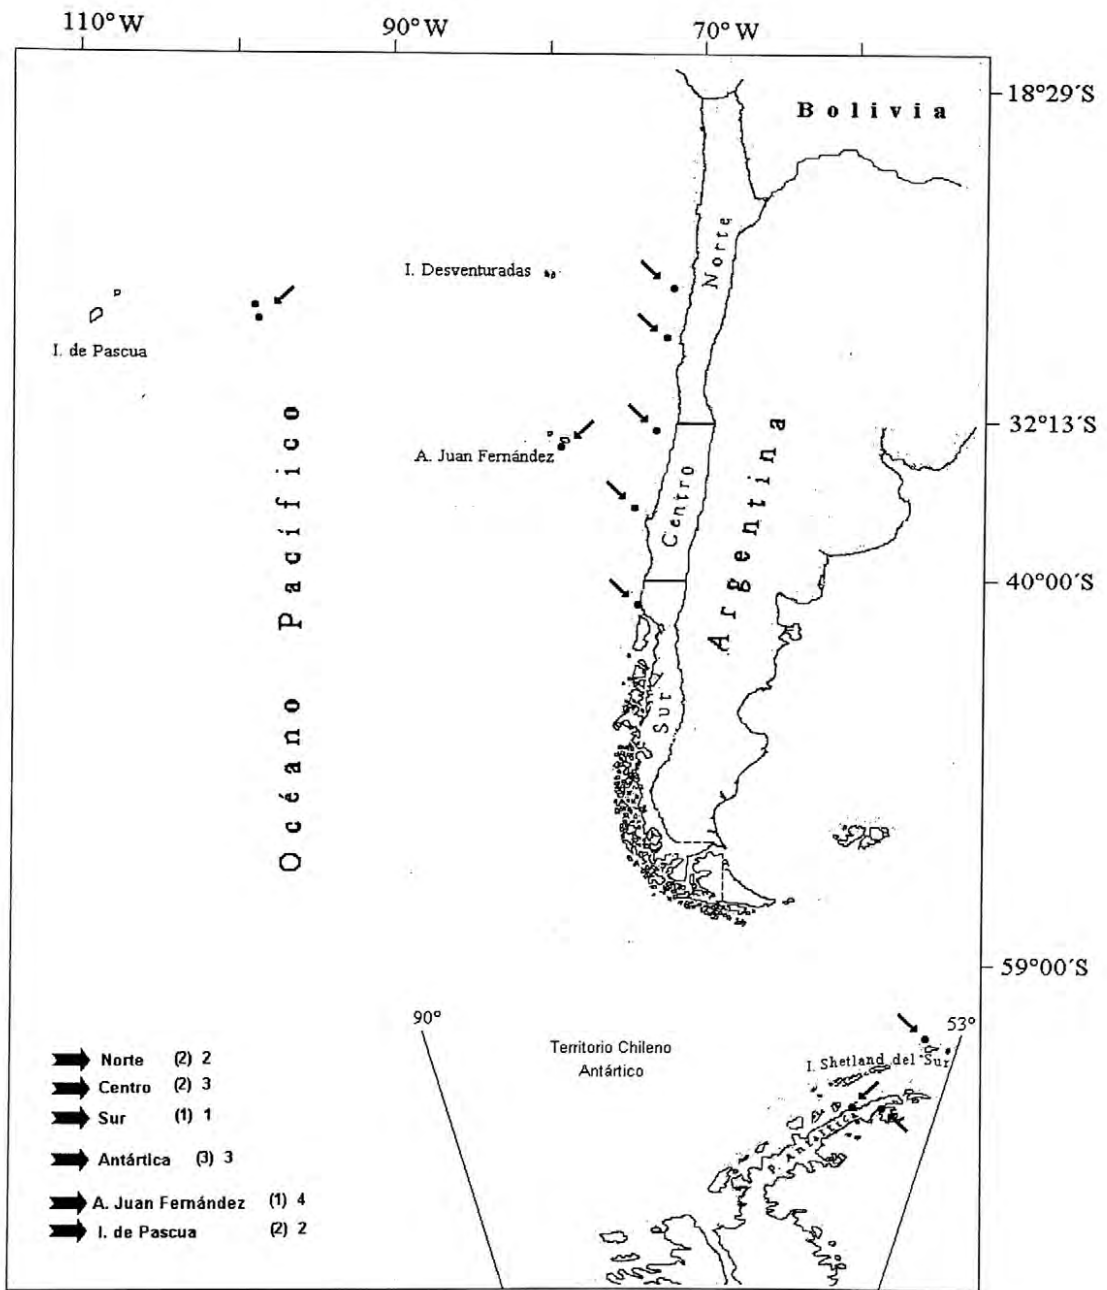 110°W 90°W 70°W
18°29´S
Bolivia
Norte
I. Desventuradas
I. de Pascua
32°13´S
A. Juan Fernández
Centro
Argentina
Océano Pacífico
40°00´S
Sur
59°00´S
90°
53°
Territorio Chileno
Antártico
I. Shetland del Sur
P. Antártica
Norte (2) 2
Centro (2) 3
Sur (1) 1
Antártica (3) 3
A. Juan Fernández (1) 4
I. de Pascua (2) 2